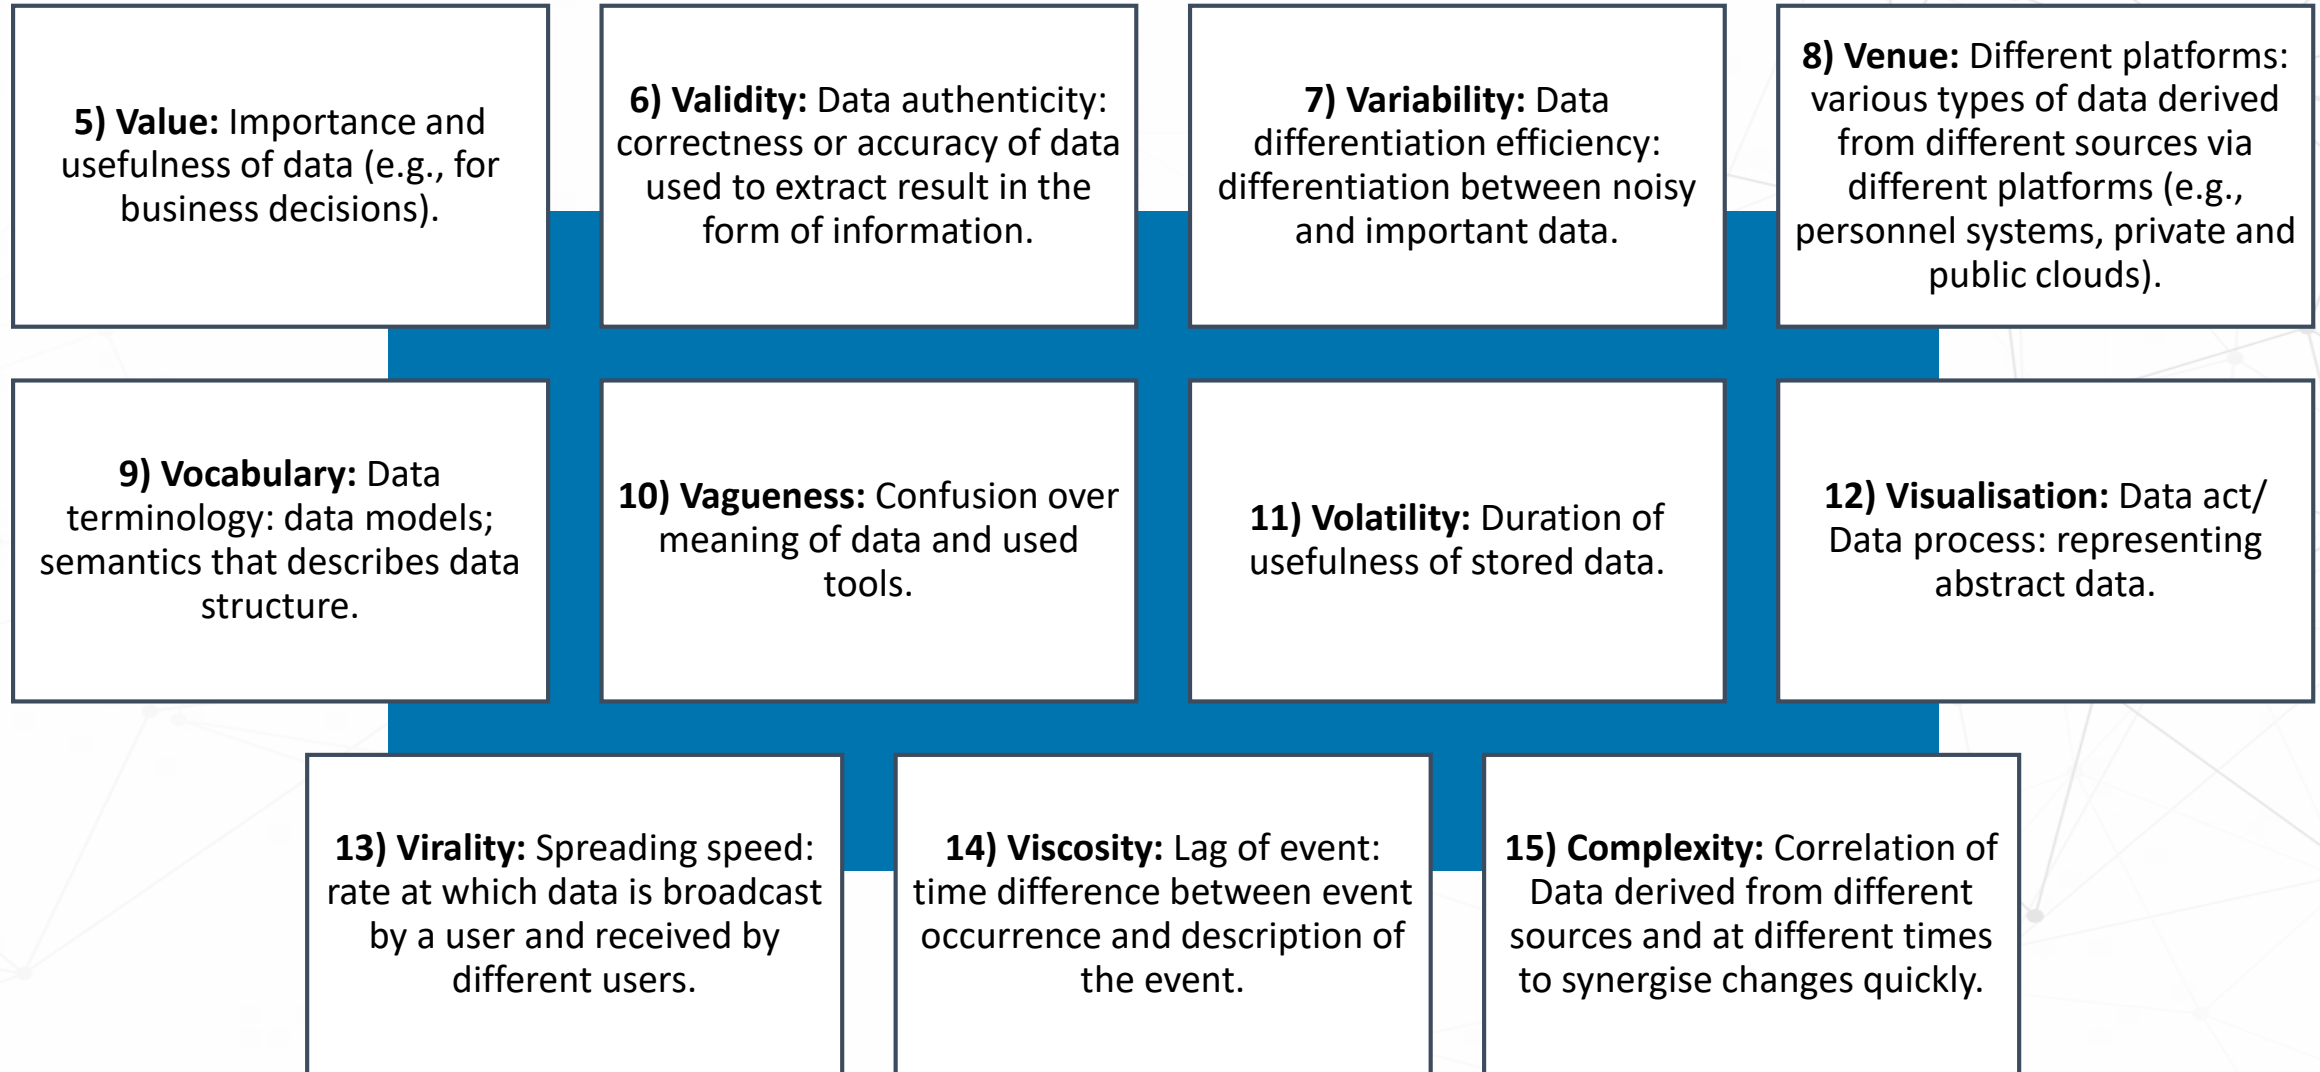 5) Value: Importance and
usefulness of data (e.g., for
business decisions).
6) Validity: Data authenticity:
correctness or accuracy of data
used to extract result in the
form of information.
7) Variability: Data
differentiation efficiency:
differentiation between noisy
and important data.
8) Venue: Different platforms:
various types of data derived
from different sources via
different platforms (e.g.,
personnel systems, private and
public clouds).
9) Vocabulary: Data
terminology: data models;
semantics that describes data
structure.
10) Vagueness: Confusion over
meaning of data and used
tools.
11) Volatility: Duration of
usefulness of stored data.
12) Visualisation: Data act/
Data process: representing
abstract data.
13) Virality: Spreading speed:
rate at which data is broadcast
by a user and received by
different users.
14) Viscosity: Lag of event:
time difference between event
occurrence and description of
the event.
15) Complexity: Correlation of
Data derived from different
sources and at different times
to synergise changes quickly.